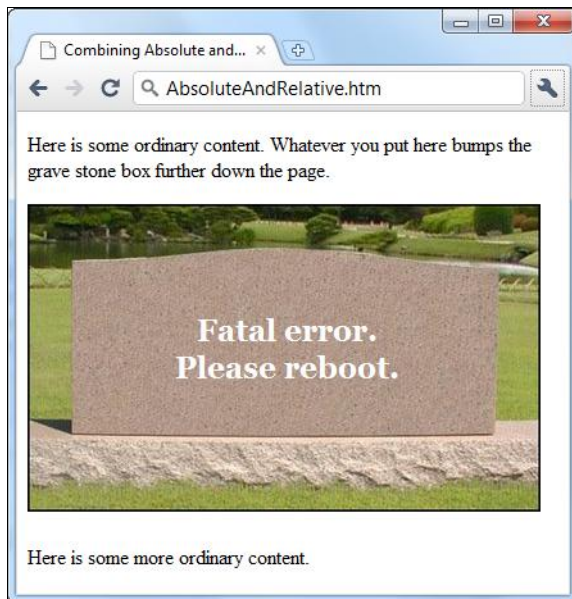 Combining Absolute and...
AbsoluteAndRelative.htm
Here is some ordinary content. Whatever you put here bumps the
grave stone box further down the page.
Fatal error.
Please reboot.
Here is some more ordinary content.